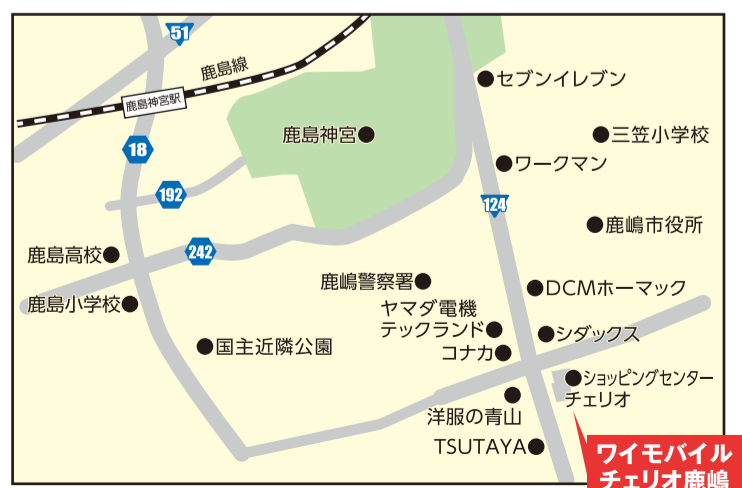 51
鹿島線
セブンイレブン
鹿島神宮駅
鹿島神宮
三笠小学校
18
ワークマン
192
124
鹿嶋市役所
鹿島高校
242
鹿嶋警察署
DCMホーマック
鹿島小学校
ヤマダ電機
テックランド
シダックス
国主近隣公園
コナカ
ショッピングセンター
チェリオ
洋服の青山
TSUTAYA
ワイモバイル
チェリオ鹿嶋